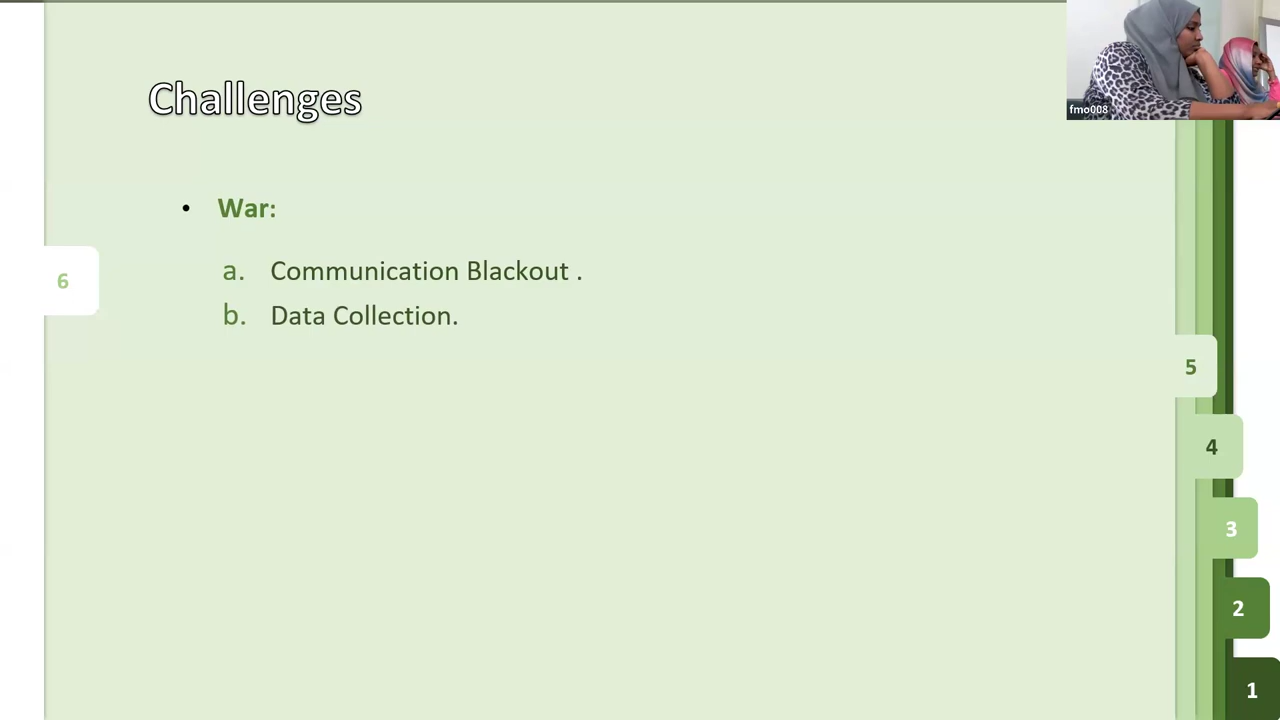 fmo008
Challenges
• War:
a. Communication Blackout .
b. Data Collection.
6
5
4
3
2
1